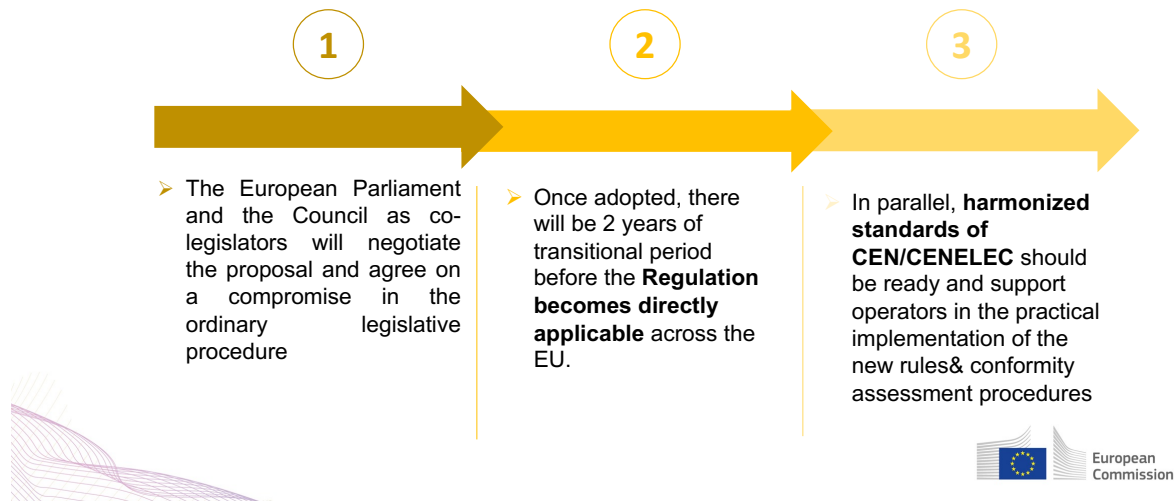 1
2
3
➢ The European Parliament
and the Council as co-
legislators will negotiate
the proposal and agree on
a compromise in the
ordinary legislative
procedure
➢ Once adopted, there
will be 2 years of
transitional period
before the Regulation
becomes directly
applicable across the
EU.
➢ In parallel, harmonized
standards of
CEN/CENELEC should
be ready and support
operators in the practical
implementation of the
new rules& conformity
assessment procedures
European
Commission